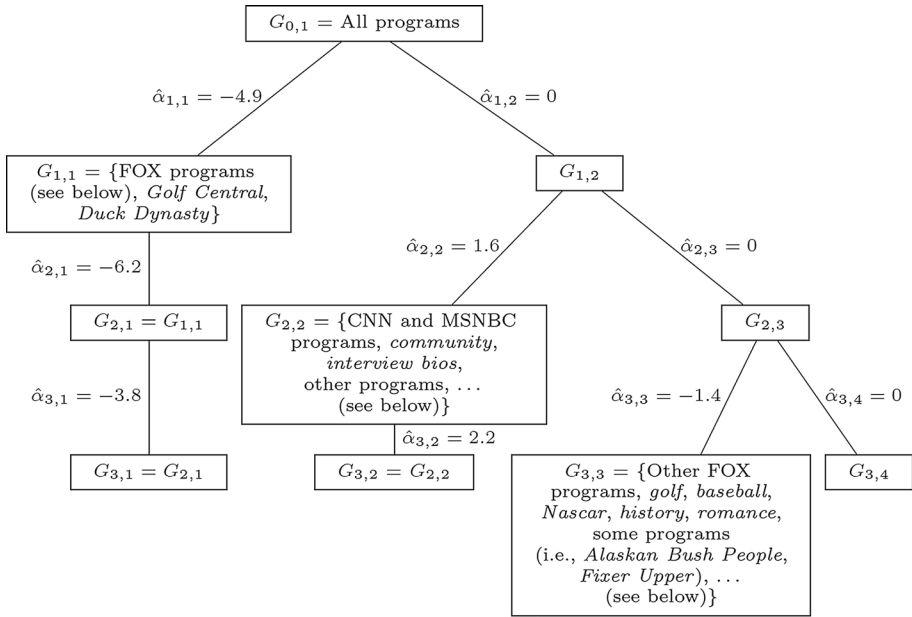 G0,1 = All programs
α̂1,1 = −4.9
α̂1,2 = 0
G1,1 = {FOX programs
(see below), Golf Central,
Duck Dynasty}
G1,2
α̂2,1 = −6.2
α̂2,2 = 1.6
α̂2,3 = 0
G2,1 = G1,1
G2,2 = {CNN and MSNBC
programs, community,
interview bios,
other programs, ...
(see below)}
G2,3
α̂3,1 = −3.8
α̂3,2 = 2.2
α̂3,3 = −1.4
α̂3,4 = 0
G3,1 = G2,1
G3,2 = G2,2
G3,3 = {Other FOX
programs, golf, baseball,
Nascar, history, romance,
some programs
(i.e., Alaskan Bush People,
Fixer Upper), ...
(see below)}
G3,4